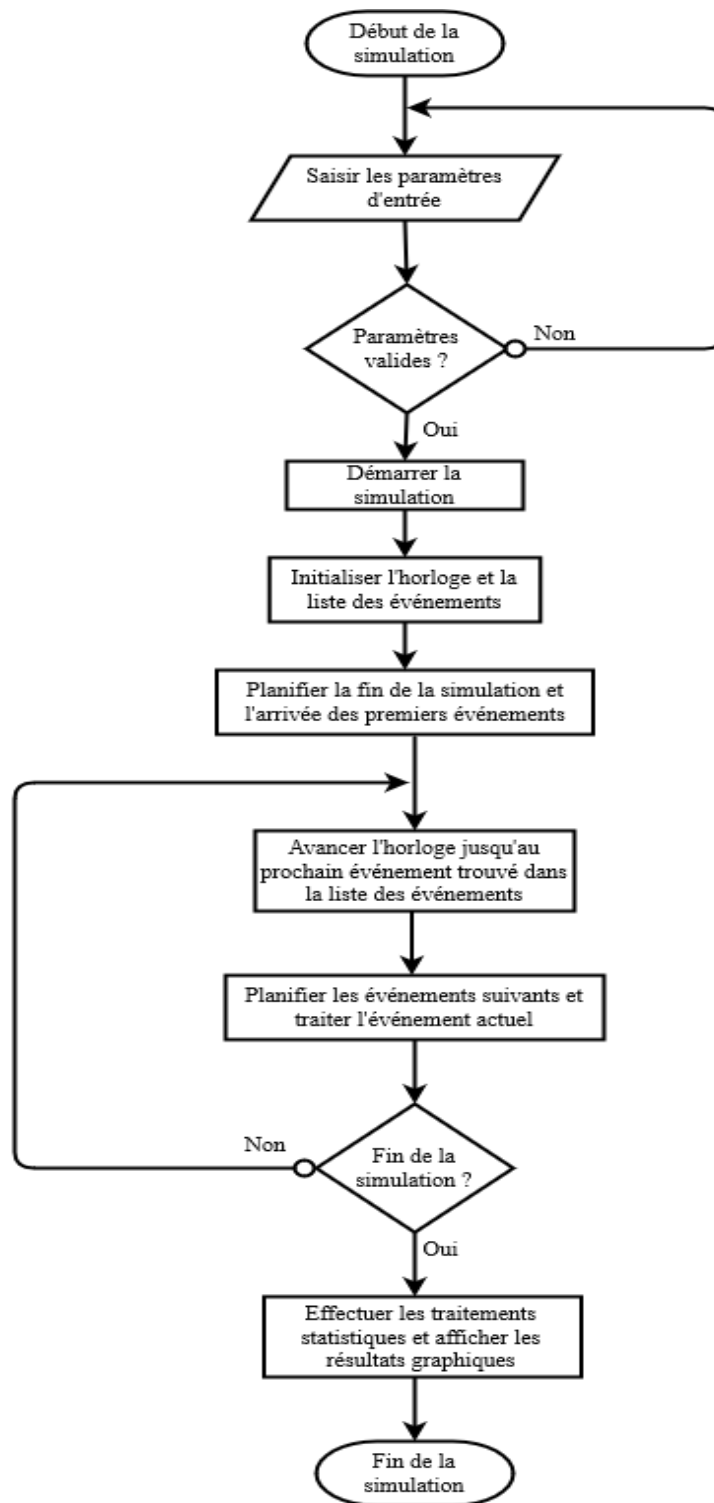 Début de la
simulation
Saisir les paramètres
d'entrée
Paramètres
valides ?
Non
Oui
Démarrer la
simulation
Initialiser l'horloge et la
liste des événements
Planifier la fin de la simulation et
l'arrivée des premiers événements
Avancer l'horloge jusqu'au
prochain événement trouvé dans
la liste des événements
Planifier les événements suivants et
traiter l'événement actuel
Non
Fin de la
simulation ?
Oui
Effectuer les traitements
statistiques et afficher les
résultats graphiques
Fin de la
simulation